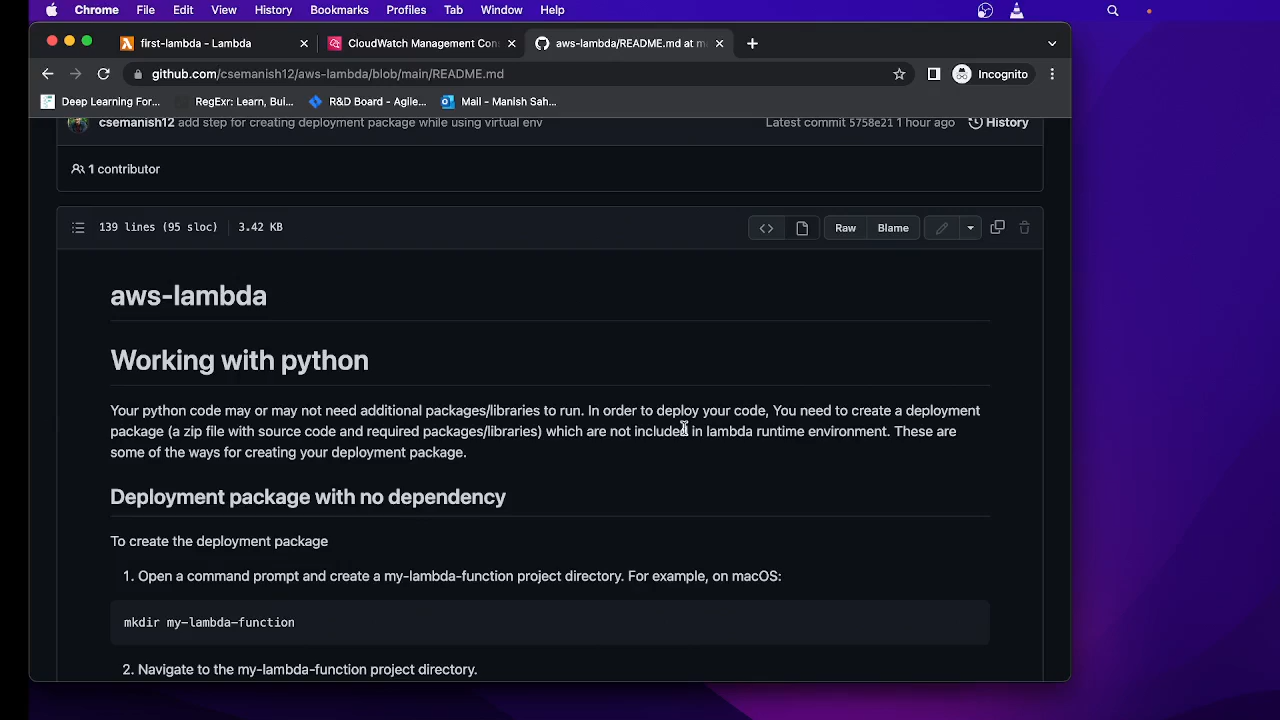 Chrome File Edit View History Bookmarks Profiles Tab Window Help
first-lambda - Lambda
CloudWatch Management Con
aws-lambda/README.md at m
github.com/csemanish12/aws-lambda/blob/main/README.md
Incognito
Deep Learning For... RegExr: Learn, Bui... R&D Board - Agile... Mail - Manish Sah...
csemanish12 add step for creating deployment package while using virtual env
Latest commit 5758e21 1 hour ago History
1 contributor
139 lines (95 sloc) 3.42 KB
Raw Blame
aws-lambda
Working with python
Your python code may or may not need additional packages/libraries to run. In order to deploy your code, You need to create a deployment
package (a zip file with source code and required packages/libraries) which are not included in lambda runtime environment. These are
some of the ways for creating your deployment package.
Deployment package with no dependency
To create the deployment package
1. Open a command prompt and create a my-lambda-function project directory. For example, on macOS:
mkdir my-lambda-function
2. Navigate to the my-lambda-function project directory.